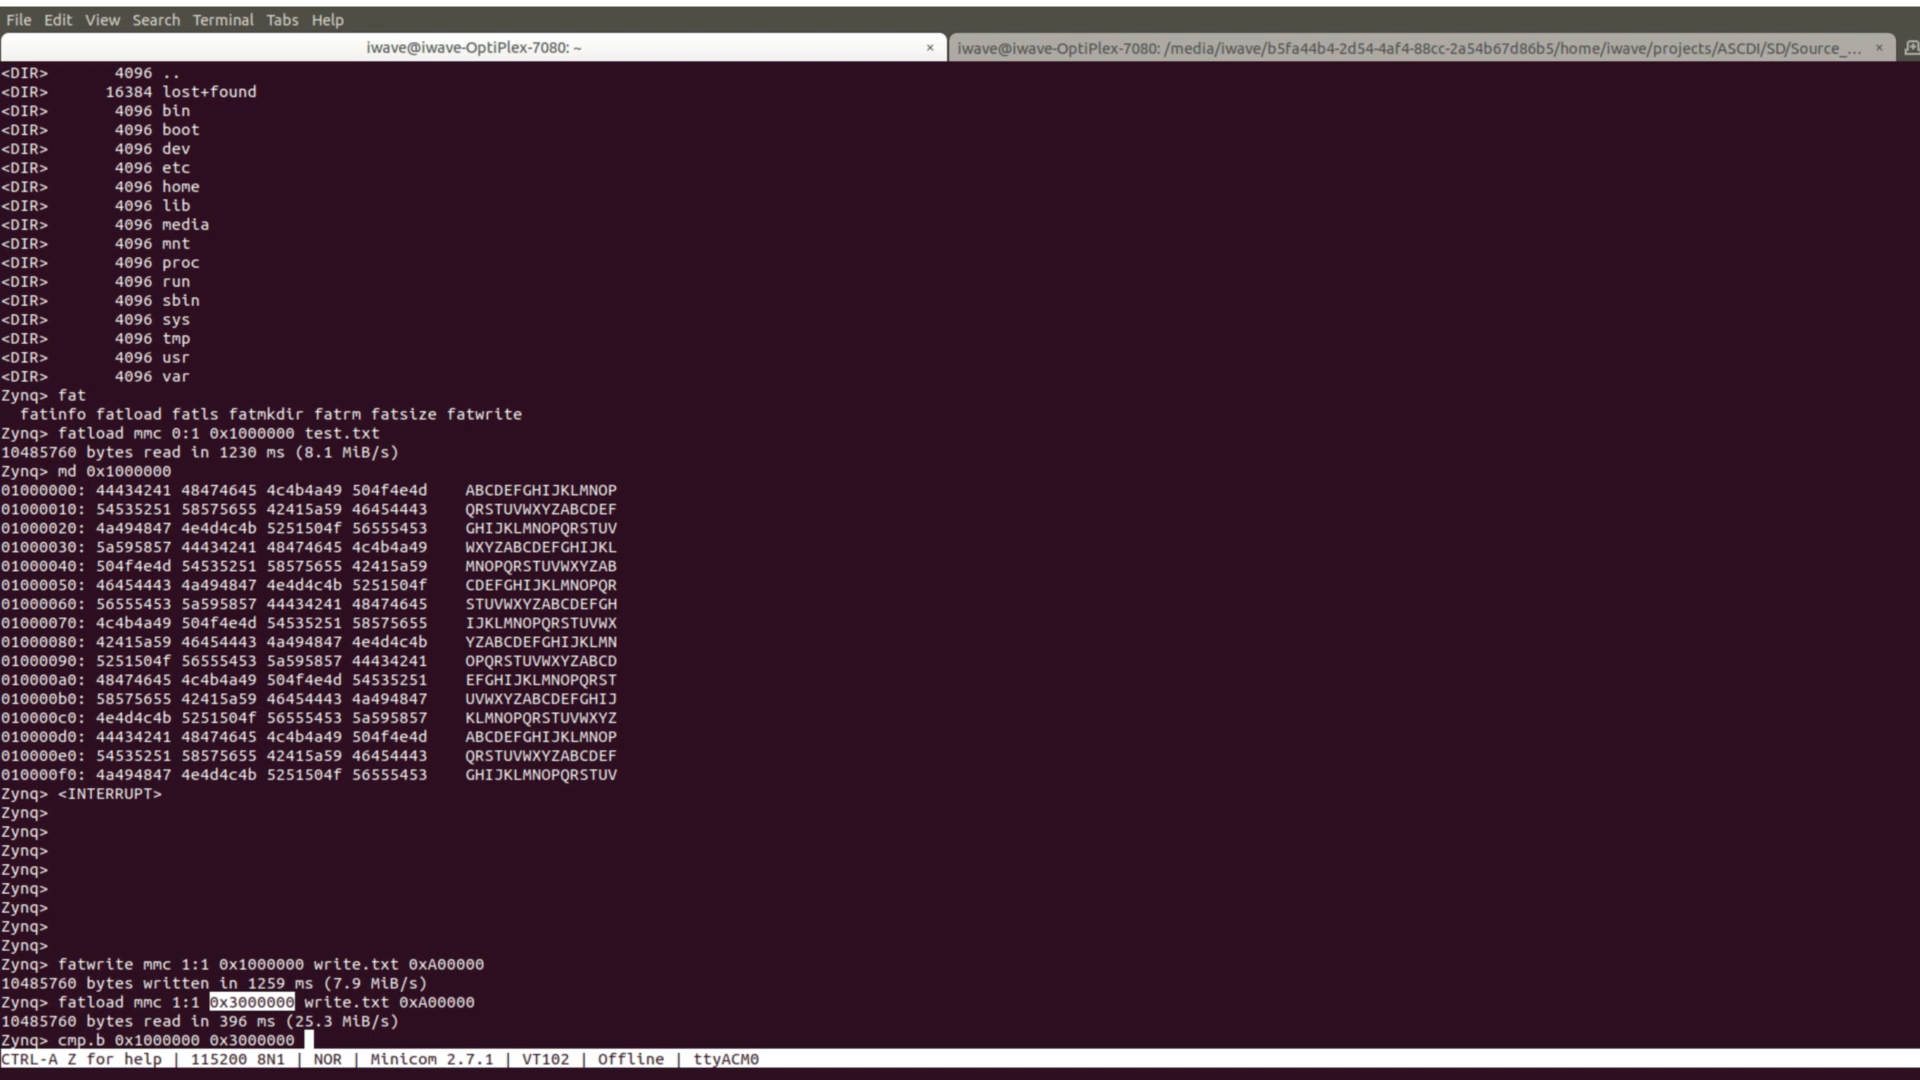 File Edit View Search Terminal Tabs Help
iwave@iwave-OptiPlex-7080: ~ ×
iwave@iwave-OptiPlex-7080: /media/iwave/b5fa44b4-2d54-4af4-88cc-2a54b67d86b5/home/iwave/projects/ASCDI/SD/Source_... ×
<DIR>       4096 ..
<DIR>      16384 lost+found
<DIR>       4096 bin
<DIR>       4096 boot
<DIR>       4096 dev
<DIR>       4096 etc
<DIR>       4096 home
<DIR>       4096 lib
<DIR>       4096 media
<DIR>       4096 mnt
<DIR>       4096 proc
<DIR>       4096 run
<DIR>       4096 sbin
<DIR>       4096 sys
<DIR>       4096 tmp
<DIR>       4096 usr
<DIR>       4096 var
Zynq> fat
  fatinfo fatload fatls fatmkdir fatrm fatsize fatwrite
Zynq> fatload mmc 0:1 0x1000000 test.txt
10485760 bytes read in 1230 ms (8.1 MiB/s)
Zynq> md 0x1000000
01000000: 44434241 48474645 4c4b4a49 504f4e4d    ABCDEFGHIJKLMNOP
01000010: 54535251 58575655 42415a59 46454443    QRSTUVWXYZABCDEF
01000020: 4a494847 4e4d4c4b 5251504f 56555453    GHIJKLMNOPQRSTUV
01000030: 5a595857 44434241 48474645 4c4b4a49    WXYZABCDEFGHIJKL
01000040: 504f4e4d 54535251 58575655 42415a59    MNOPQRSTUVWXYZAB
01000050: 46454443 4a494847 4e4d4c4b 5251504f    CDEFGHIJKLMNOPQR
01000060: 56555453 5a595857 44434241 48474645    STUVWXYZABCDEFGH
01000070: 4c4b4a49 504f4e4d 54535251 58575655    IJKLMNOPQRSTUVWX
01000080: 42415a59 46454443 4a494847 4e4d4c4b    YZABCDEFGHIJKLMN
01000090: 5251504f 56555453 5a595857 44434241    OPQRSTUVWXYZABCD
010000a0: 48474645 4c4b4a49 504f4e4d 54535251    EFGHIJKLMNOPQRST
010000b0: 58575655 42415a59 46454443 4a494847    UVWXYZABCDEFGHIJ
010000c0: 4e4d4c4b 5251504f 56555453 5a595857    KLMNOPQRSTUVWXYZ
010000d0: 44434241 48474645 4c4b4a49 504f4e4d    ABCDEFGHIJKLMNOP
010000e0: 54535251 58575655 42415a59 46454443    QRSTUVWXYZABCDEF
010000f0: 4a494847 4e4d4c4b 5251504f 56555453    GHIJKLMNOPQRSTUV
Zynq> <INTERRUPT>
Zynq>
Zynq>
Zynq>
Zynq>
Zynq>
Zynq>
Zynq>
Zynq>
Zynq> fatwrite mmc 1:1 0x1000000 write.txt 0xA00000
10485760 bytes written in 1259 ms (7.9 MiB/s)
Zynq> fatload mmc 1:1 0x3000000 write.txt 0xA00000
10485760 bytes read in 396 ms (25.3 MiB/s)
Zynq> cmp.b 0x1000000 0x3000000
CTRL-A Z for help | 115200 8N1 | NOR | Minicom 2.7.1 | VT102 | Offline | ttyACM0